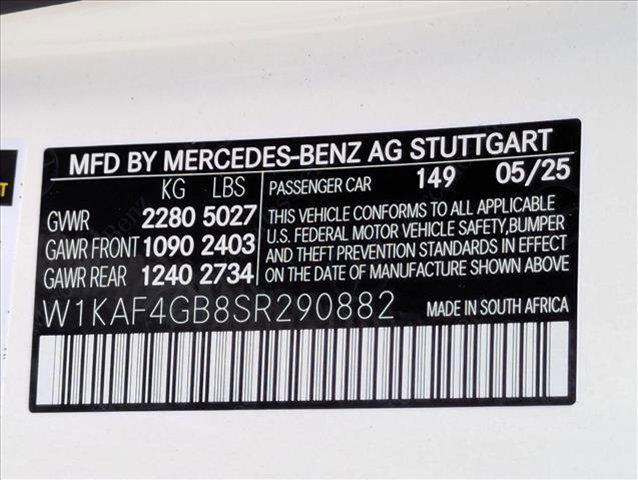 MFD BY MERCEDES-BENZ AG STUTTGART
KG LBS
GVWR 2280 5027
GAWR FRONT 1090 2403
GAWR REAR 1240 2734
PASSENGER CAR 149 05/25
THIS VEHICLE CONFORMS TO ALL APPLICABLE
U.S. FEDERAL MOTOR VEHICLE SAFETY,BUMPER
AND THEFT PREVENTION STANDARDS IN EFFECT
ON THE DATE OF MANUFACTURE SHOWN ABOVE
W1KAF4GB8SR290882 MADE IN SOUTH AFRICA